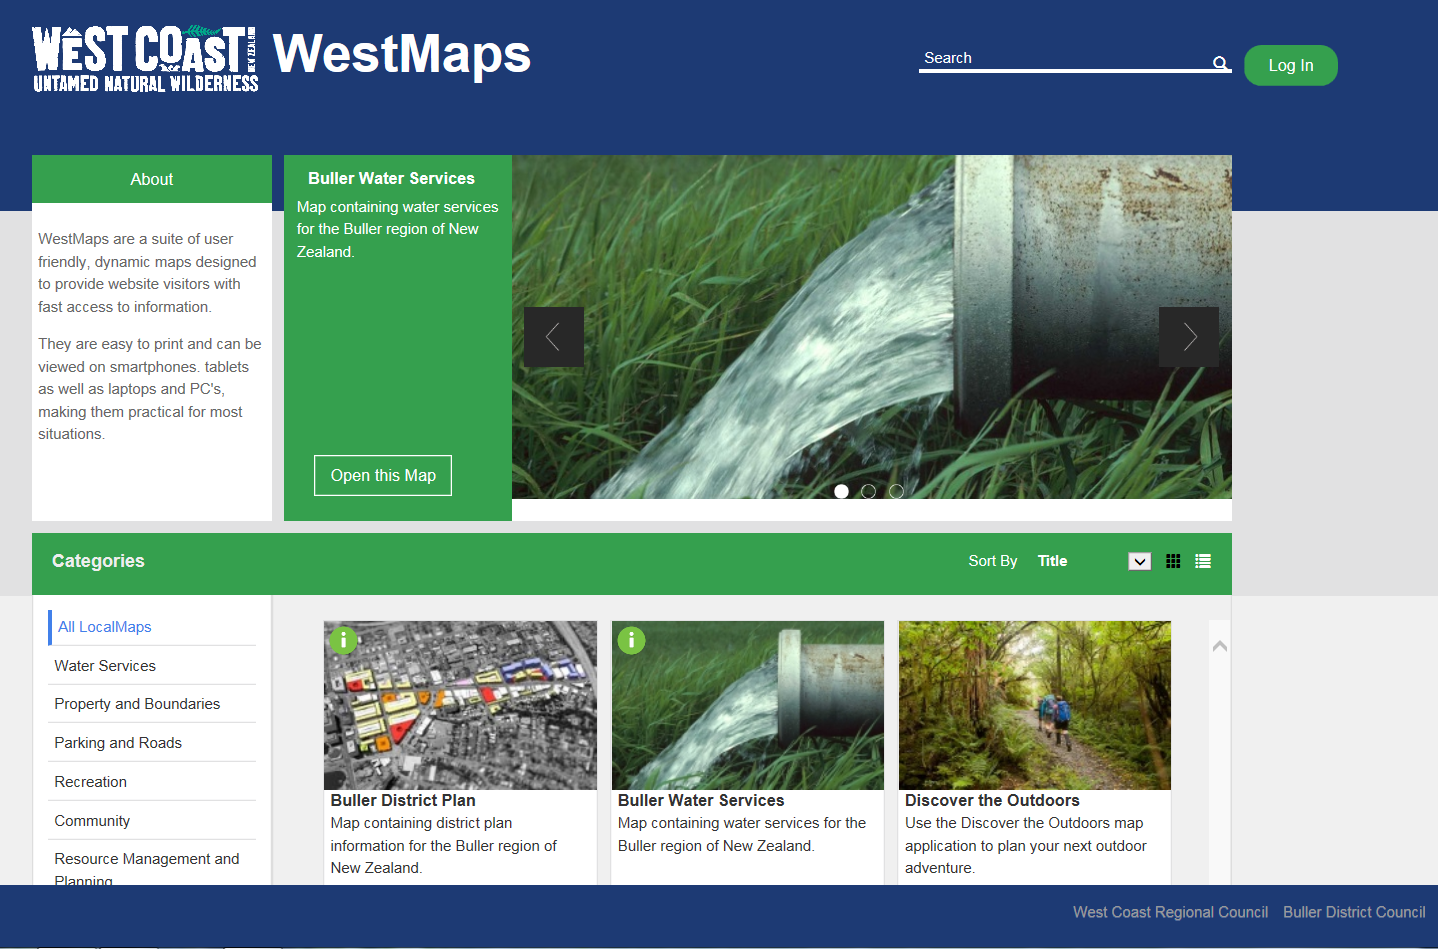 WEST COAST
NEW ZEALAND
UNTAMED NATURAL WILDERNESS
WestMaps
Search
Log In
About
WestMaps are a suite of user
friendly, dynamic maps designed
to provide website visitors with
fast access to information.
They are easy to print and can be
viewed on smartphones. tablets
as well as laptops and PC's,
making them practical for most
situations.
Buller Water Services
Map containing water services
for the Buller region of New
Zealand.
Open this Map
Categories
Sort By Title
All LocalMaps
Water Services
Property and Boundaries
Parking and Roads
Recreation
Community
Resource Management and
Planning
Buller District Plan
Map containing district plan
information for the Buller region of
New Zealand.
Buller Water Services
Map containing water services for the
Buller region of New Zealand.
Discover the Outdoors
Use the Discover the Outdoors map
application to plan your next outdoor
adventure.
West Coast Regional Council Buller District Council